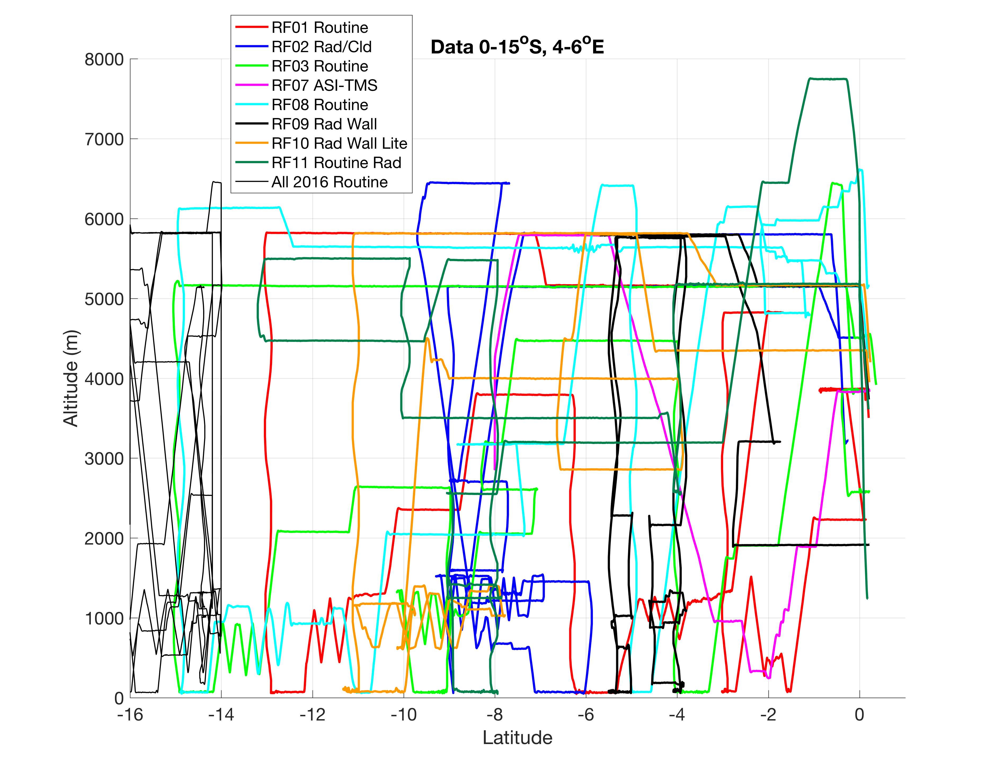 RF01 Routine
RF02 Rad/Cld
RF03 Routine
RF07 ASI-TMS
RF08 Routine
RF09 Rad Wall
RF10 Rad Wall Lite
RF11 Routine Rad
All 2016 Routine
Data 0-15°S, 4-6°E
8000
7000
6000
5000
4000
3000
2000
1000
0
Altitude (m)
-16 -14 -12 -10 -8 -6 -4 -2 0
Latitude